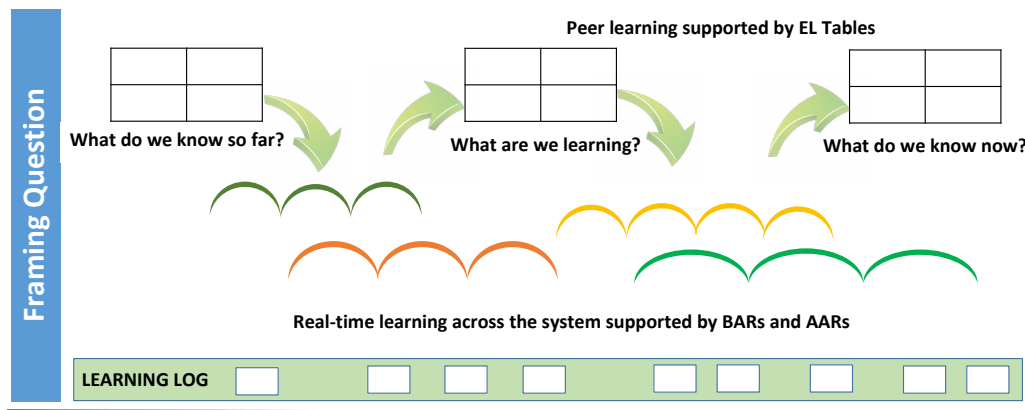 Framing Question
Peer learning supported by EL Tables
What do we know so far?
What are we learning?
What do we know now?
Real-time learning across the system supported by BARs and AARs
LEARNING LOG